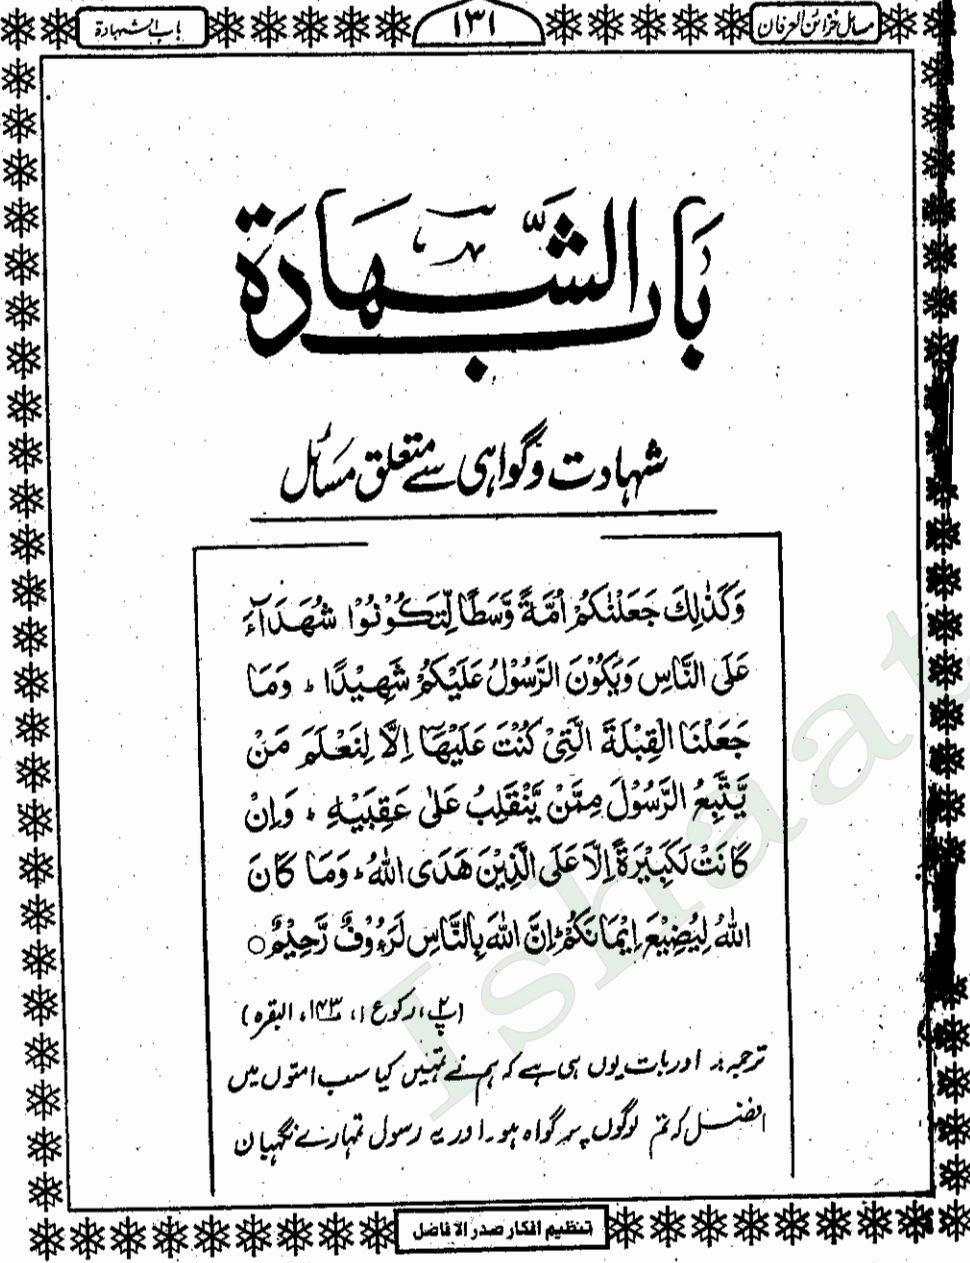 مسائل خزائن العرفان
۱۳۱
باب الشہادۃ
بَابُ الشَّہَادَۃ
شہادت و گواہی سے متعلق مسائل
وَكَذٰلِكَ جَعَلْنٰكُمْ اُمَّةً وَّسَطًا لِّتَكُوْنُوْا شُهَدَآءَ
عَلَى النَّاسِ وَيَكُوْنَ الرَّسُوْلُ عَلَيْكُمْ شَهِيْدًا ؕ وَمَا
جَعَلْنَا الْقِبْلَةَ الَّتِيْ كُنْتَ عَلَيْهَآ اِلَّا لِنَعْلَمَ مَنْ
يَّتَّبِعُ الرَّسُوْلَ مِمَّنْ يَّنْقَلِبُ عَلٰى عَقِبَيْهِ ؕ وَاِنْ
كَانَتْ لَكَبِيْرَةً اِلَّا عَلَى الَّذِيْنَ هَدَى اللّٰهُ ؕ وَمَا كَانَ
اللّٰهُ لِيُضِيْعَ اِيْمَانَكُمْ ؕ اِنَّ اللّٰهَ بِالنَّاسِ لَرَءُوْفٌ رَّحِيْمٌ ○
(پ۲، رکوع ۱، ۱۴۳، البقرہ)
ترجمہ:۔ اور بات یوں ہی ہے کہ ہم نے تمہیں کیا سب امتوں میں
افضل کہ تم لوگوں پر گواہ ہو۔ اور یہ رسول تمہارے نگہبان
تنظیم افکار صدر الافاضل
Ishaat